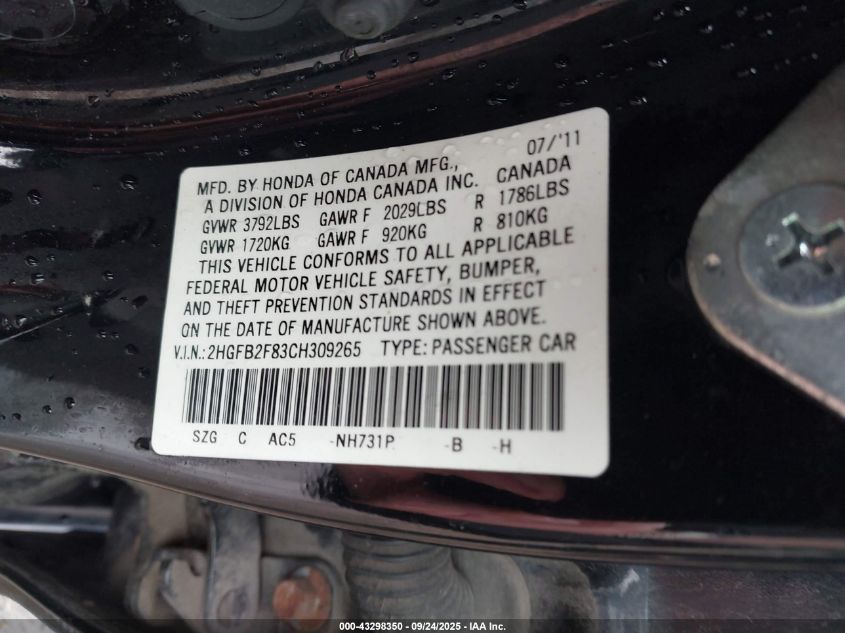 07/'11
MFD. BY HONDA OF CANADA MFG.,
A DIVISION OF HONDA CANADA INC. CANADA
GVWR 3792LBS GAWR F 2029LBS R 1786LBS
GVWR 1720KG GAWR F 920KG R 810KG
THIS VEHICLE CONFORMS TO ALL APPLICABLE
FEDERAL MOTOR VEHICLE SAFETY, BUMPER,
AND THEFT PREVENTION STANDARDS IN EFFECT
ON THE DATE OF MANUFACTURE SHOWN ABOVE.
V.I.N.:2HGFB2F83CH309265 TYPE:PASSENGER CAR
SZG C AC5 -NH731P -B -H
000-43298350 - 09/24/2025 - IAA Inc.